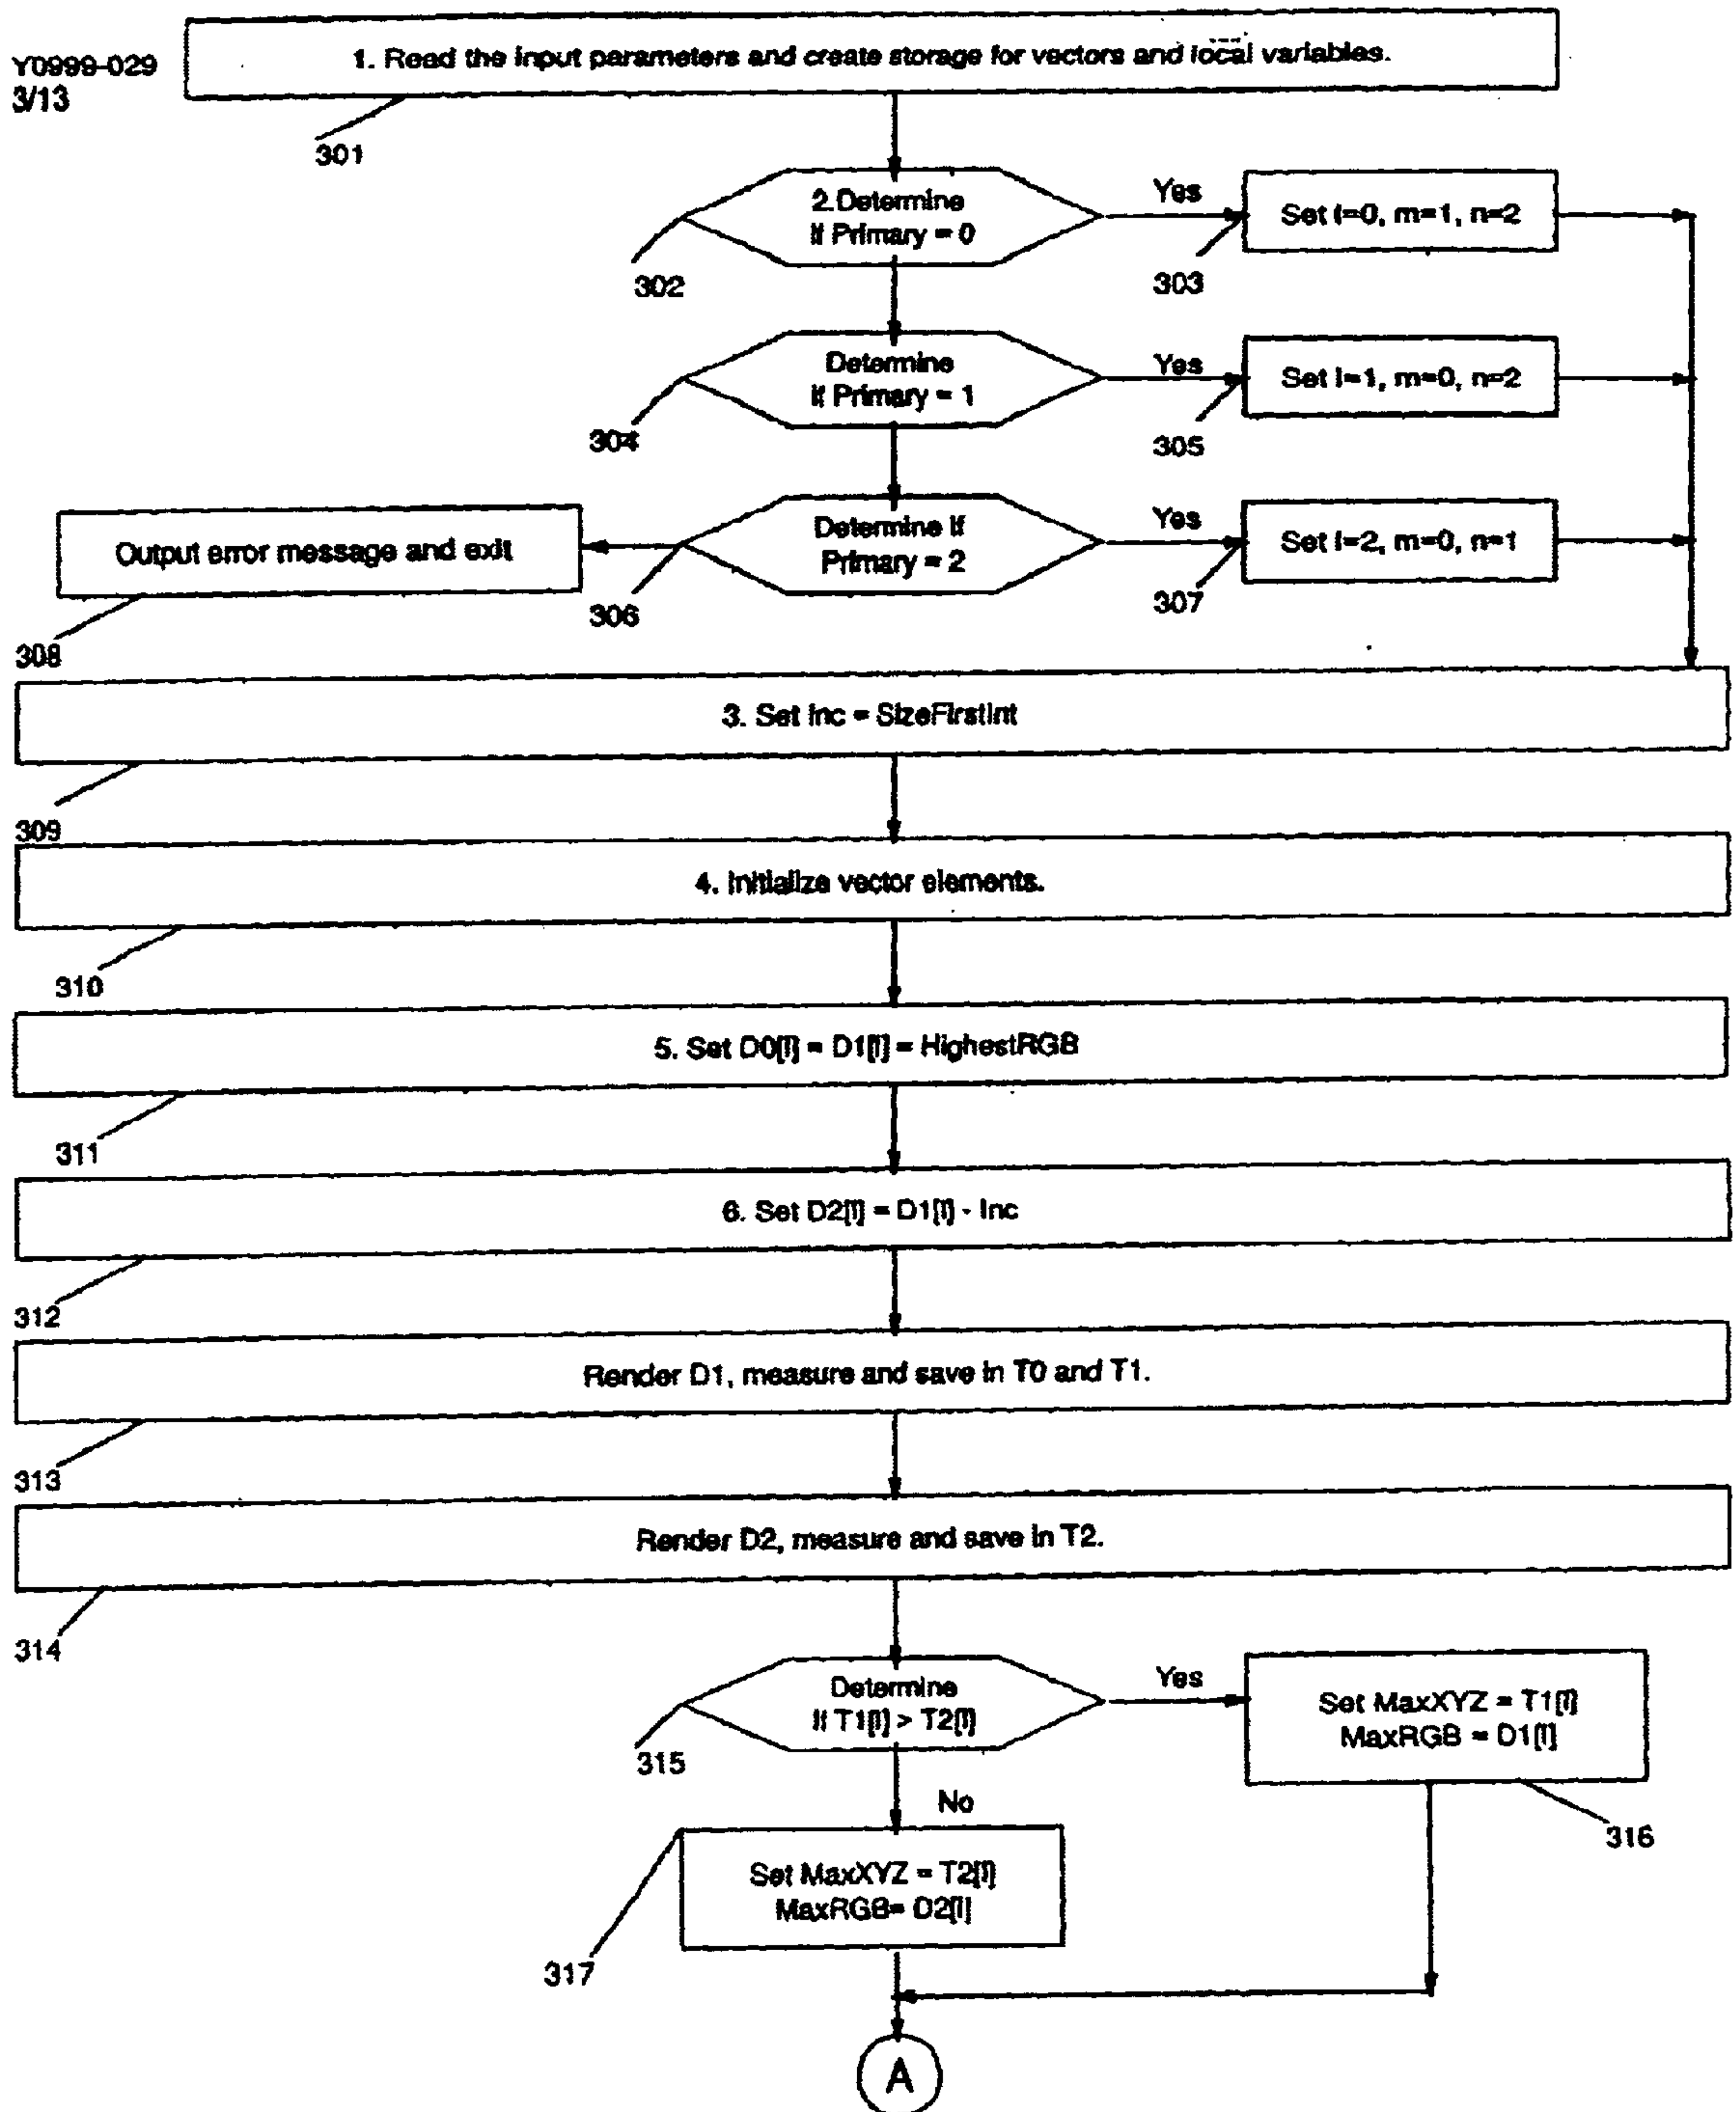 Y0999-029
3/13
1. Read the input parameters and create storage for vectors and local variables.
301
2.Determine
if Primary = 0
Yes
Set l=0, m=1, n=2
302
303
Determine
if Primary = 1
Yes
Set l=1, m=0, n=2
304
305
Output error message and exit
Determine if
Primary = 2
Yes
Set l=2, m=0, n=1
308
306
307
3. Set Inc = SizeFirstInt
309
4. Initialize vector elements.
310
5. Set D0[l] = D1[l] = HighestRGB
311
6. Set D2[l] = D1[l] - Inc
312
Render D1, measure and save in T0 and T1.
313
Render D2, measure and save in T2.
314
Determine
if T1[l] > T2[l]
Yes
Set MaxXYZ = T1[l]
MaxRGB = D1[l]
315
No
316
Set MaxXYZ = T2[l]
MaxRGB= D2[l]
317
A